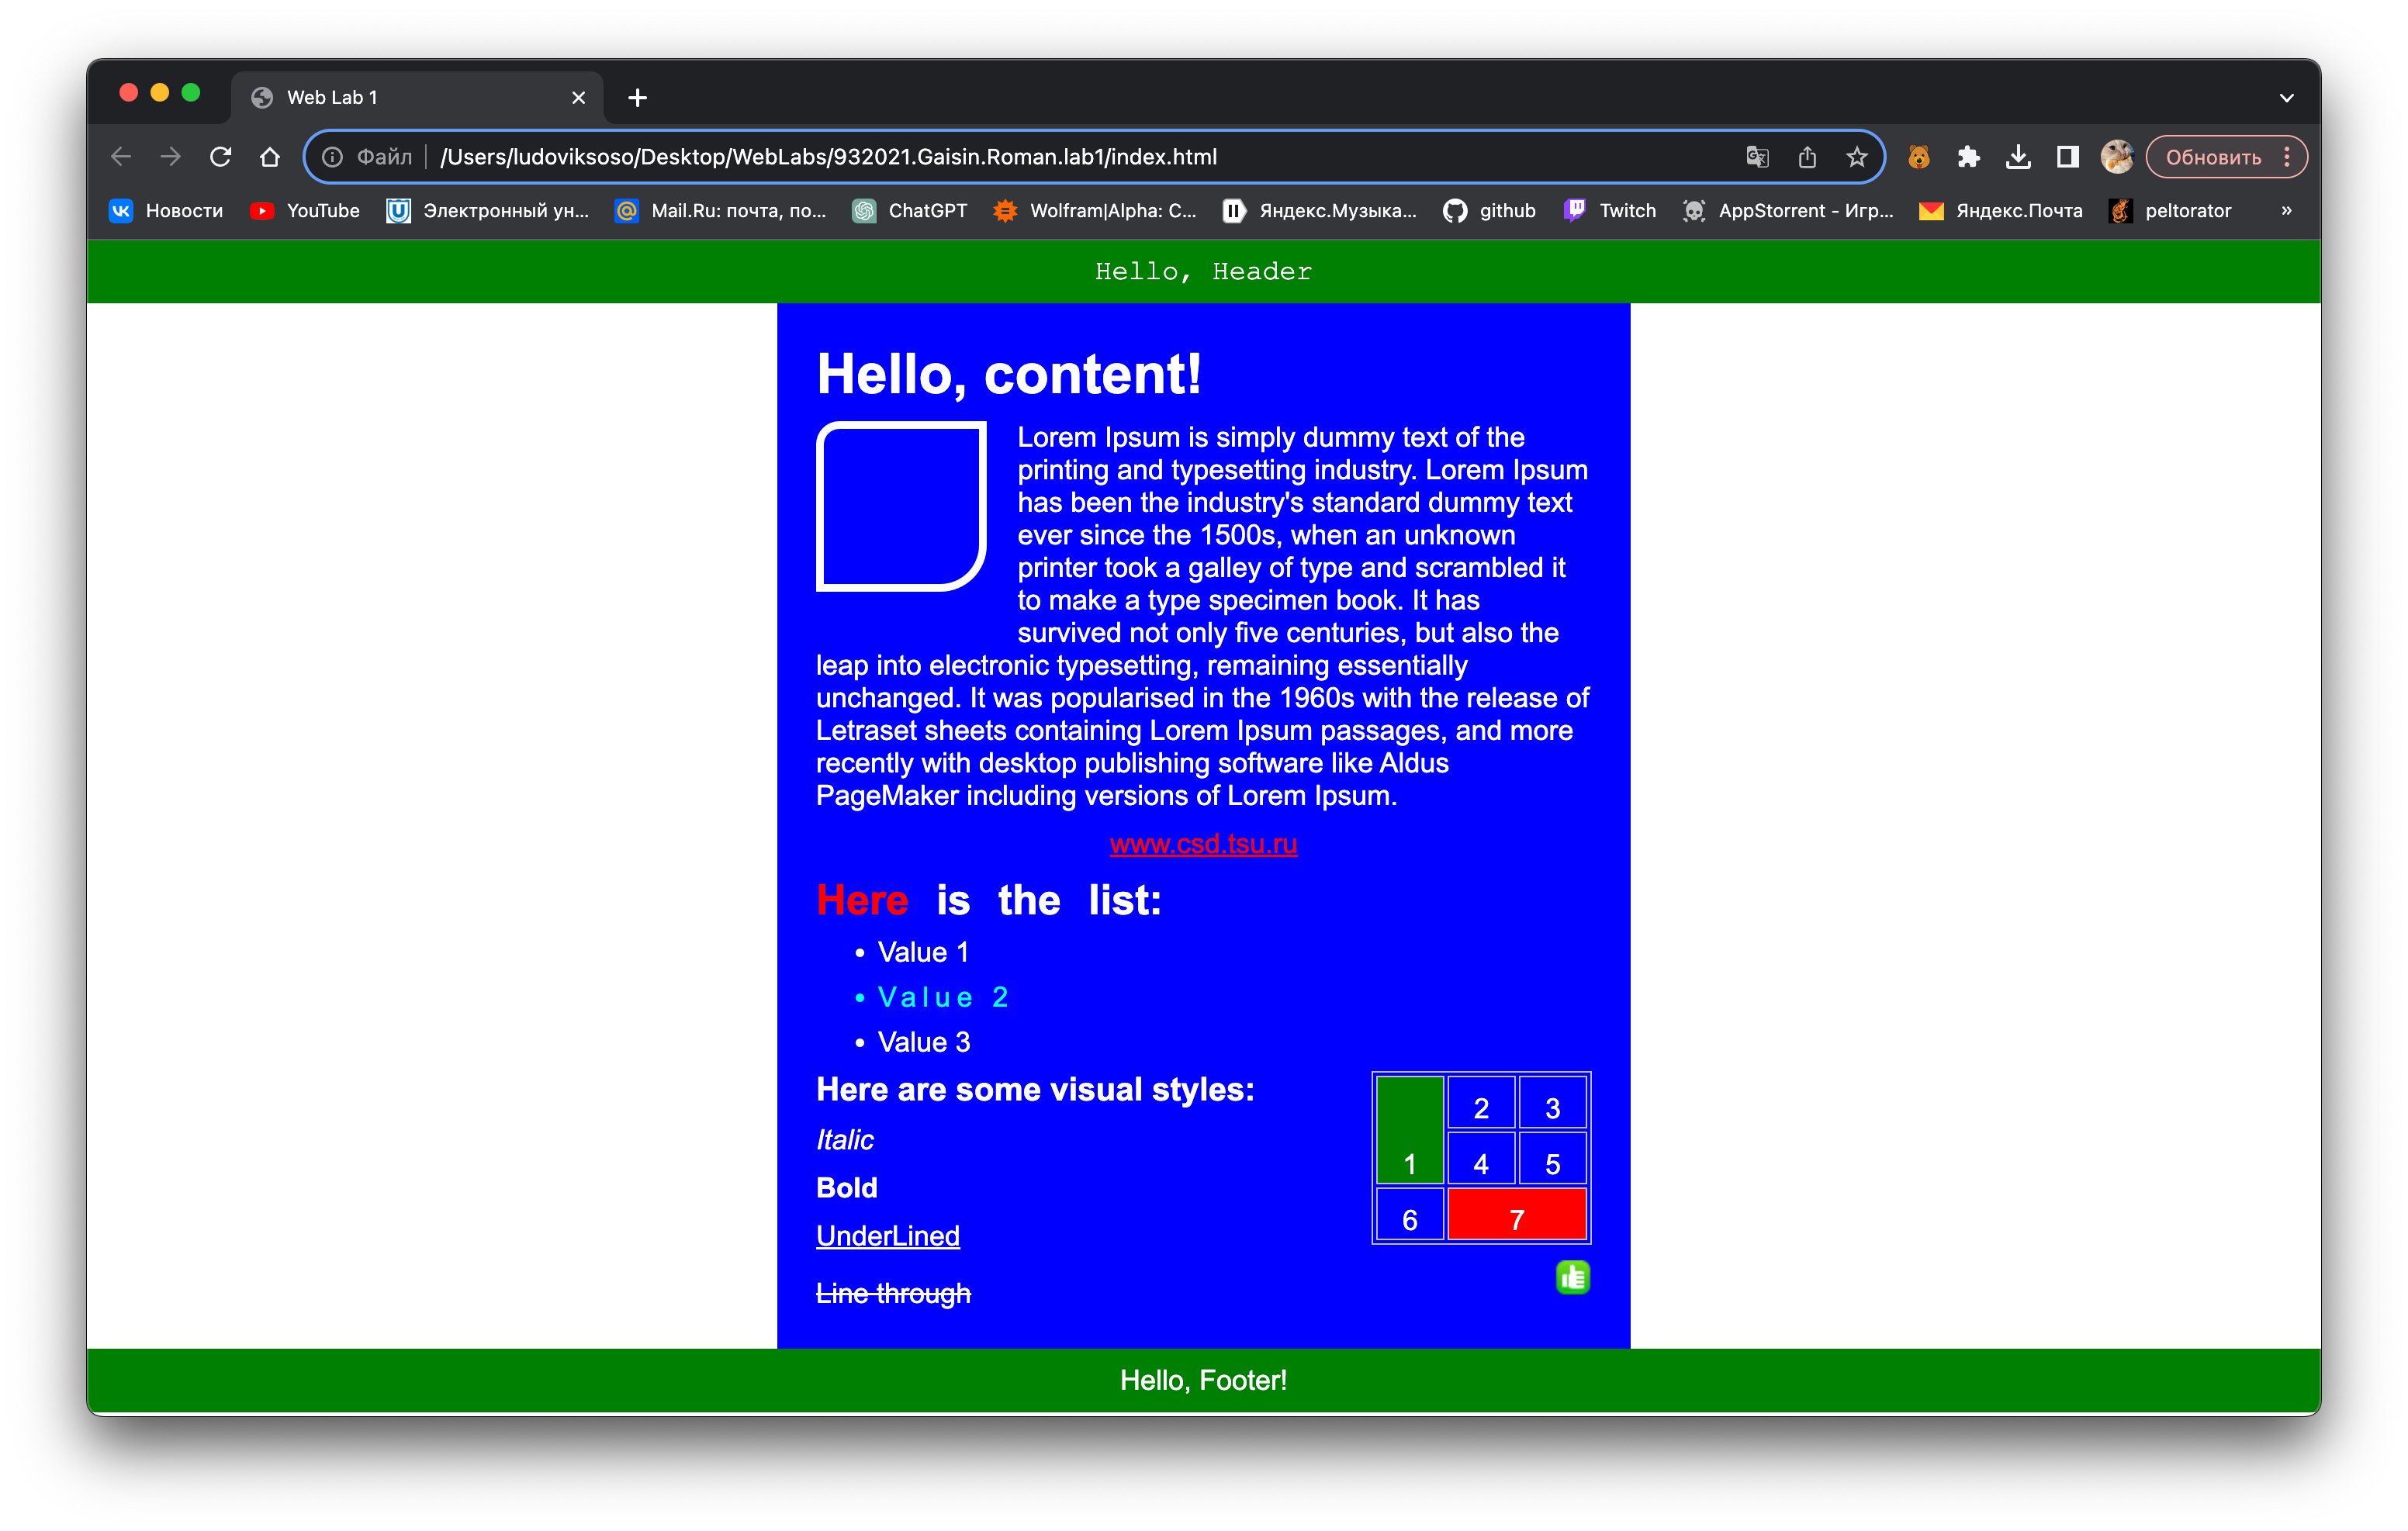 Web Lab 1
Файл /Users/ludoviksoso/Desktop/WebLabs/932021.Gaisin.Roman.lab1/index.html Обновить
Новости YouTube Электронный ун... Mail.Ru: почта, по... ChatGPT Wolfram|Alpha: C... Яндекс.Музыка... github Twitch AppStorrent - Игр... Яндекс.Почта peltorator »
Hello, Header
Hello, content!
Lorem Ipsum is simply dummy text of the
printing and typesetting industry. Lorem Ipsum
has been the industry's standard dummy text
ever since the 1500s, when an unknown
printer took a galley of type and scrambled it
to make a type specimen book. It has
survived not only five centuries, but also the
leap into electronic typesetting, remaining essentially
unchanged. It was popularised in the 1960s with the release of
Letraset sheets containing Lorem Ipsum passages, and more
recently with desktop publishing software like Aldus
PageMaker including versions of Lorem Ipsum.
www.csd.tsu.ru
Here is the list:
• Value 1
• Value 2
• Value 3
Here are some visual styles:
Italic
Bold
UnderLined
Line through
2 3
1 4 5
6 7
Hello, Footer!